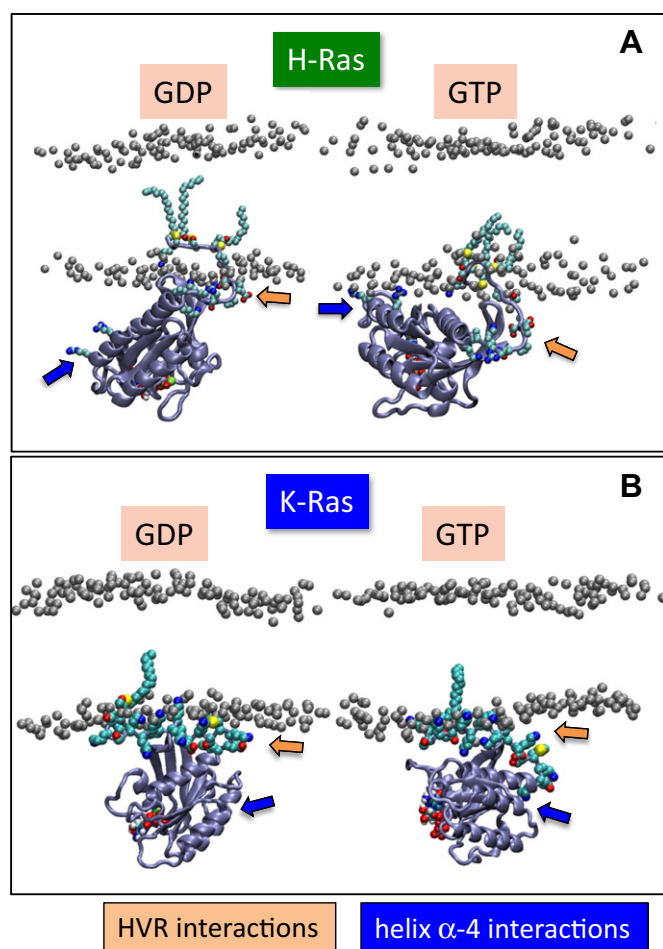 A
H-Ras
GDP GTP
B
K-Ras
GDP GTP
HVR interactions helix α-4 interactions